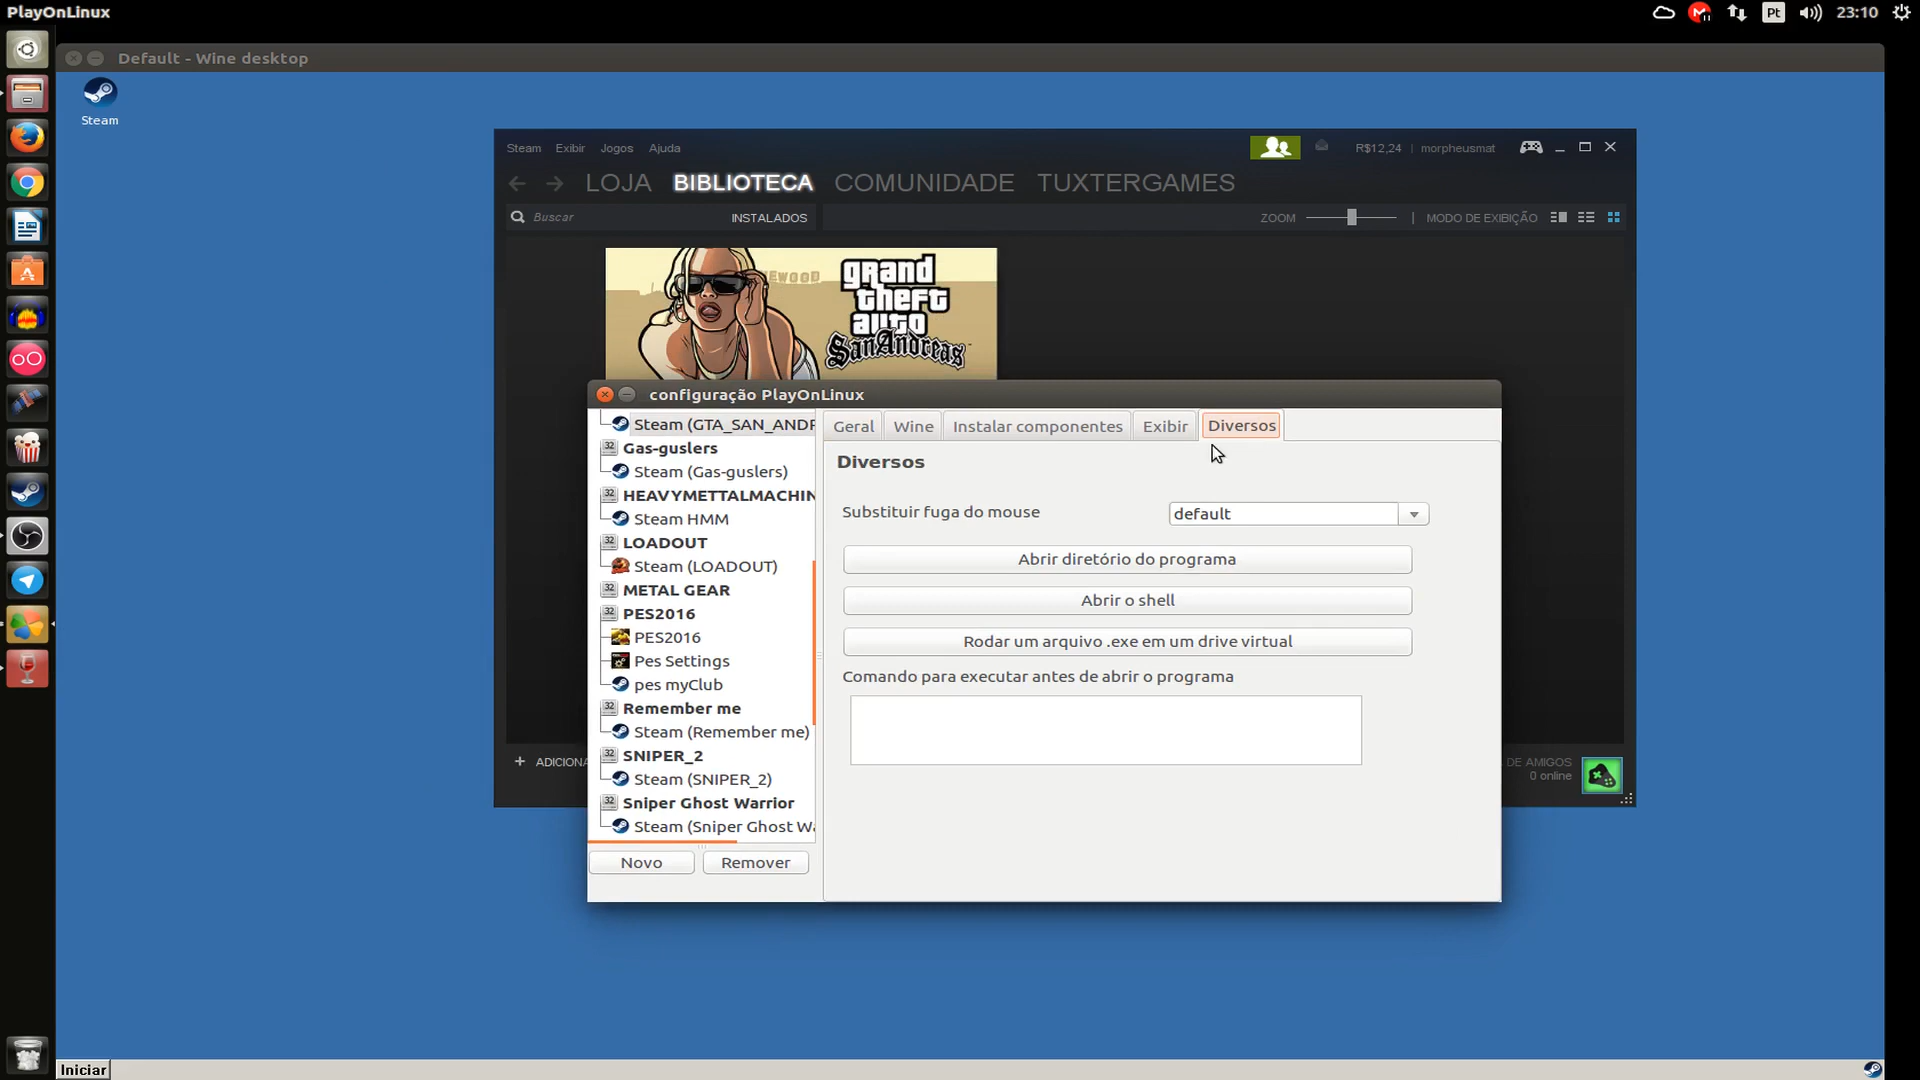 PlayOnLinux
Pt
23:10
Default - Wine desktop
Steam
Steam Exibir Jogos Ajuda
R$12,24 | morpheusmat
LOJA BIBLIOTECA COMUNIDADE TUXTERGAMES
Buscar
INSTALADOS
ZOOM
MODO DE EXIBIÇÃO
grand
theft
auto
San Andreas
configuração PlayOnLinux
Steam (GTA_SAN_ANDR
Gas-guslers
Steam (Gas-guslers)
HEAVYMETTALMACHIN
Steam HMM
LOADOUT
Steam (LOADOUT)
METAL GEAR
PES2016
PES2016
Pes Settings
pes myClub
Remember me
Steam (Remember me)
SNIPER_2
Steam (SNIPER_2)
Sniper Ghost Warrior
Steam (Sniper Ghost Wa
Novo
Remover
Geral
Wine
Instalar componentes
Exibir
Diversos
Diversos
Substituir fuga do mouse
default
Abrir diretório do programa
Abrir o shell
Rodar um arquivo .exe em um drive virtual
Comando para executar antes de abrir o programa
+ ADICIONA
DE AMIGOS
0 online
Iniciar